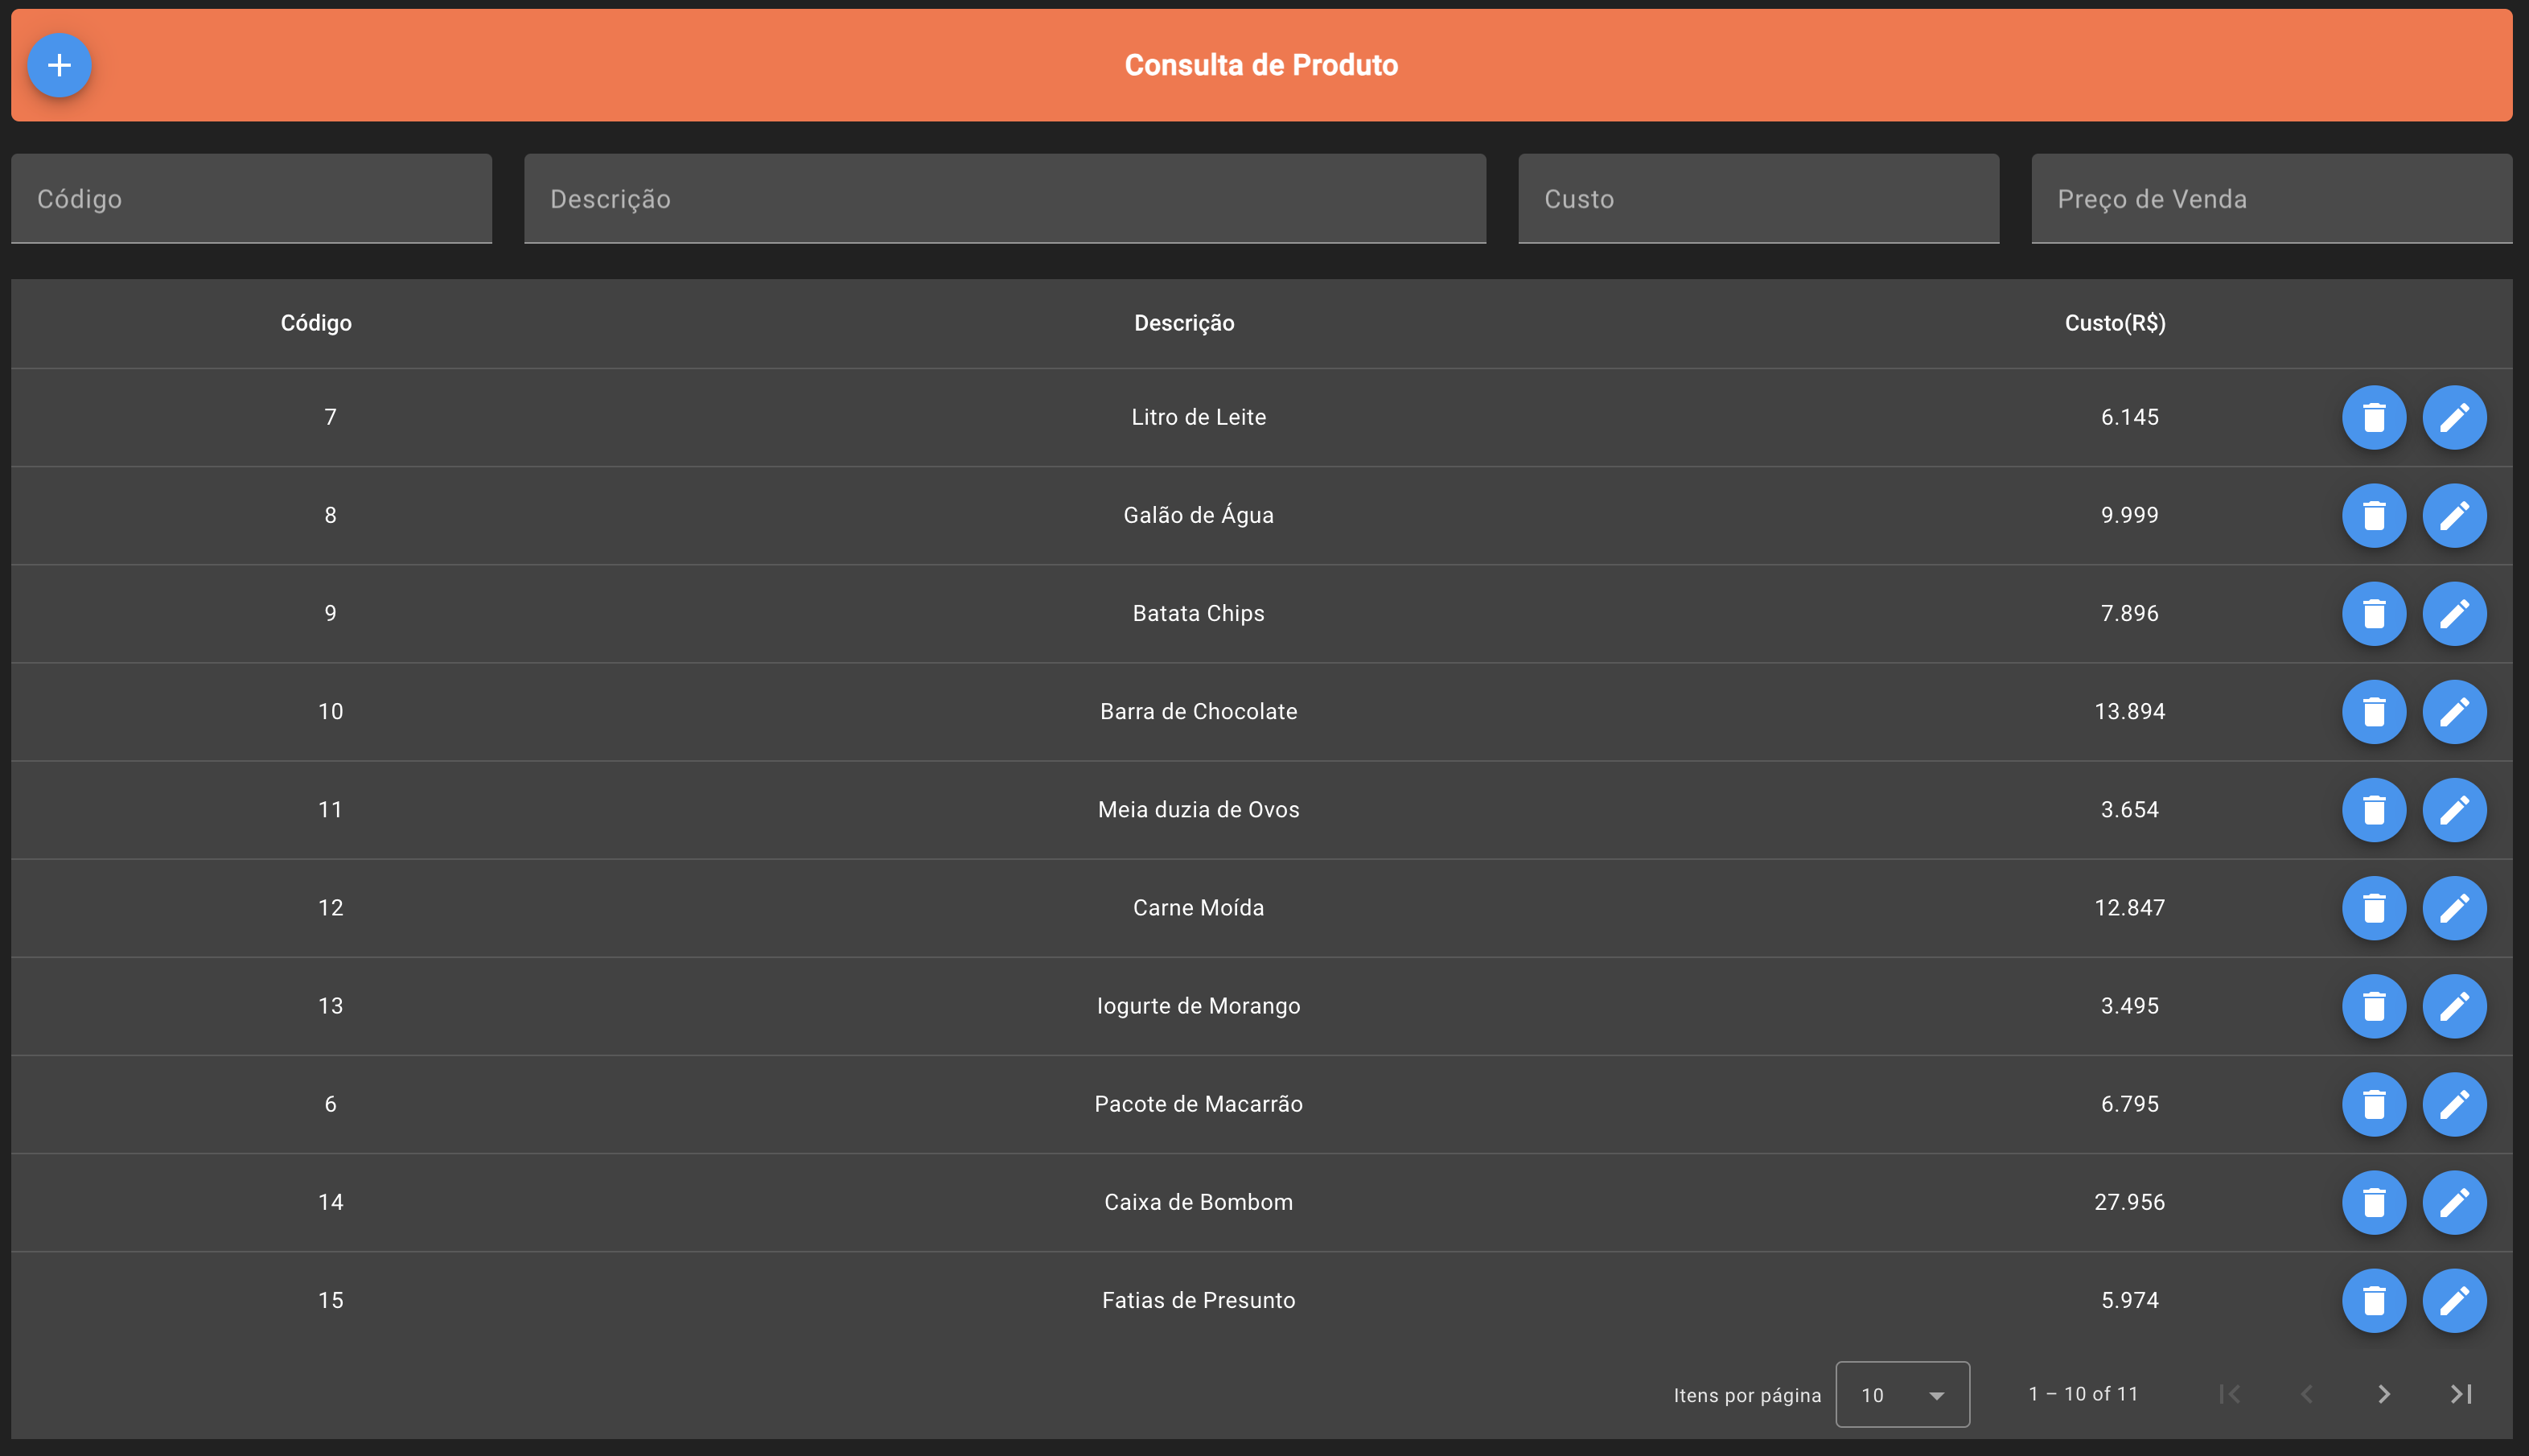 Consulta de Produto
Código Descrição Custo Preço de Venda
Código Descrição Custo(R$)
7 Litro de Leite 6.145
8 Galão de Água 9.999
9 Batata Chips 7.896
10 Barra de Chocolate 13.894
11 Meia duzia de Ovos 3.654
12 Carne Moída 12.847
13 Iogurte de Morango 3.495
6 Pacote de Macarrão 6.795
14 Caixa de Bombom 27.956
15 Fatias de Presunto 5.974
Itens por página 10 1 – 10 of 11